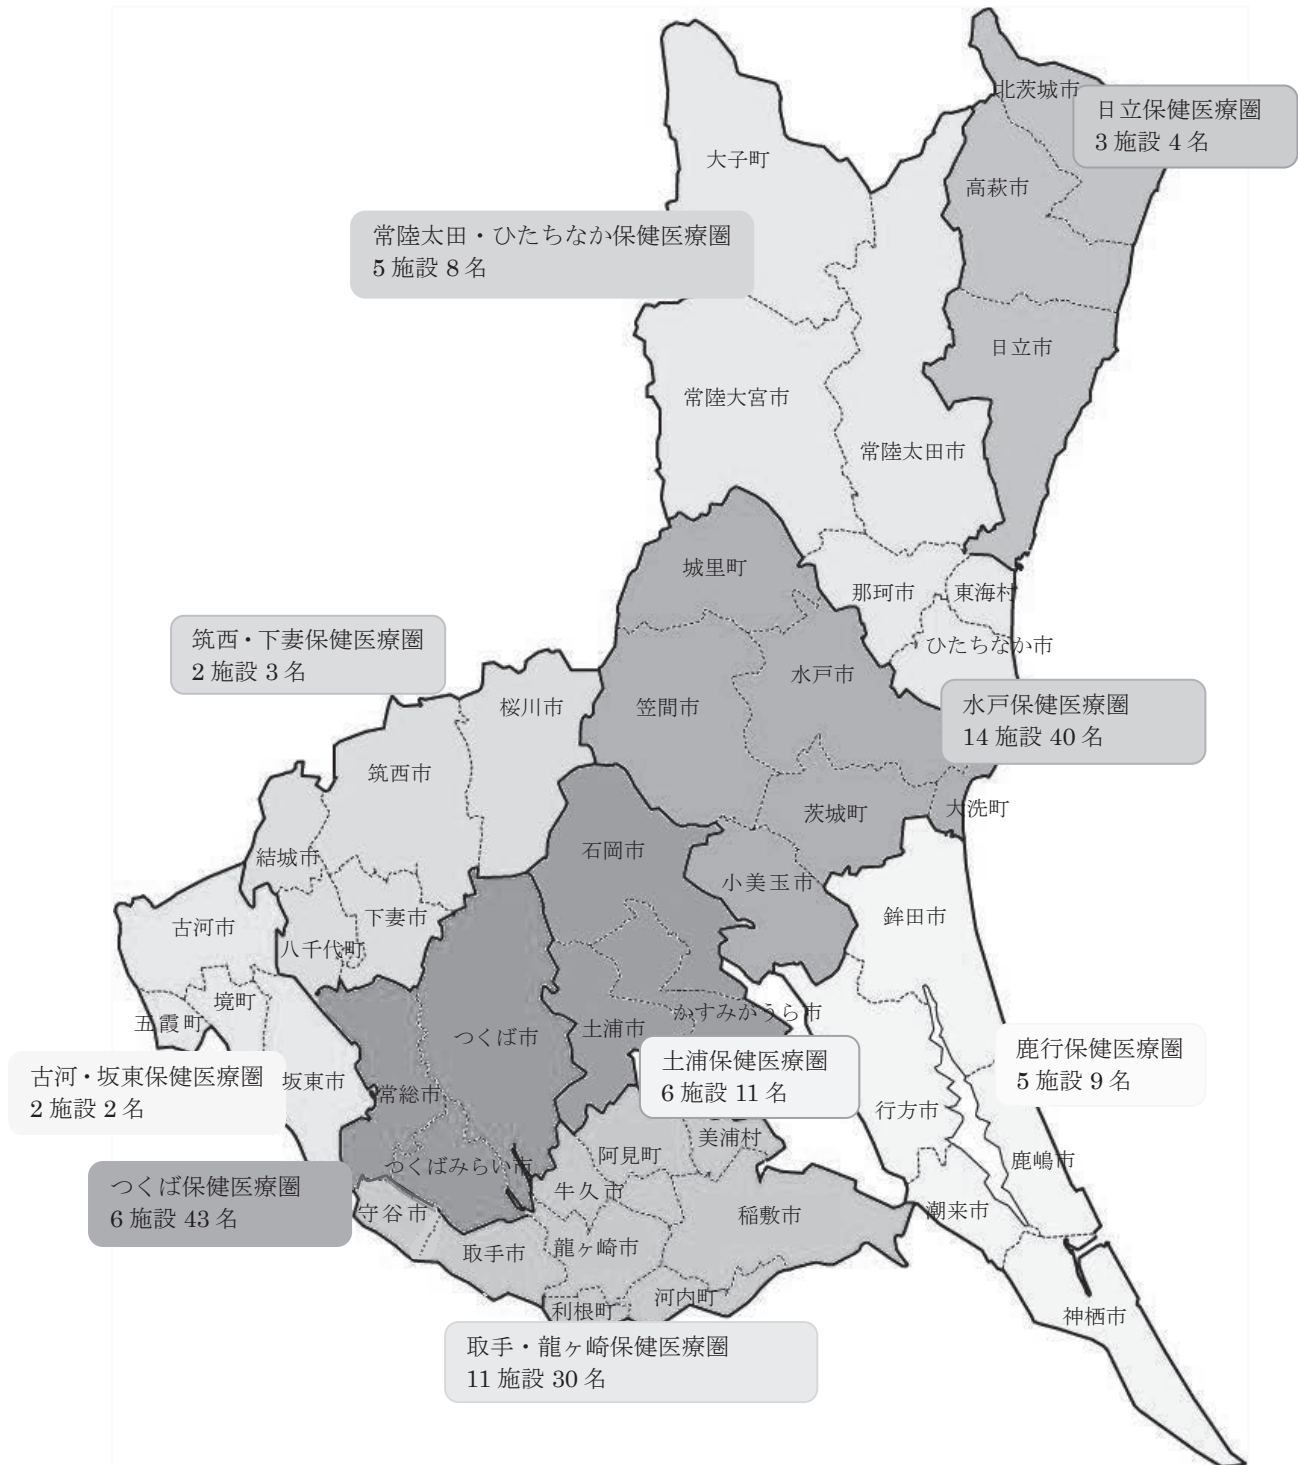 北茨城市
日立保健医療圏
3 施設 4 名
大子町
高萩市
常陸太田・ひたちなか保健医療圏
5 施設 8 名
日立市
常陸大宮市
常陸太田市
城里町
那珂市
東海村
ひたちなか市
筑西・下妻保健医療圏
2 施設 3 名
水戸市
桜川市
笠間市
水戸保健医療圏
14 施設 40 名
筑西市
茨城町
大洗町
結城市
石岡市
小美玉市
古河市
下妻市
鉾田市
八千代町
境町
五霞町
かすみがうら市
つくば市
土浦市
古河・坂東保健医療圏
2 施設 2 名
坂東市
常総市
土浦保健医療圏
6 施設 11 名
鹿行保健医療圏
5 施設 9 名
行方市
美浦村
阿見町
つくばみらい市
鹿嶋市
つくば保健医療圏
6 施設 43 名
牛久市
守谷市
稲敷市
潮来市
取手市
龍ヶ崎市
河内町
利根町
神栖市
取手・龍ヶ崎保健医療圏
11 施設 30 名